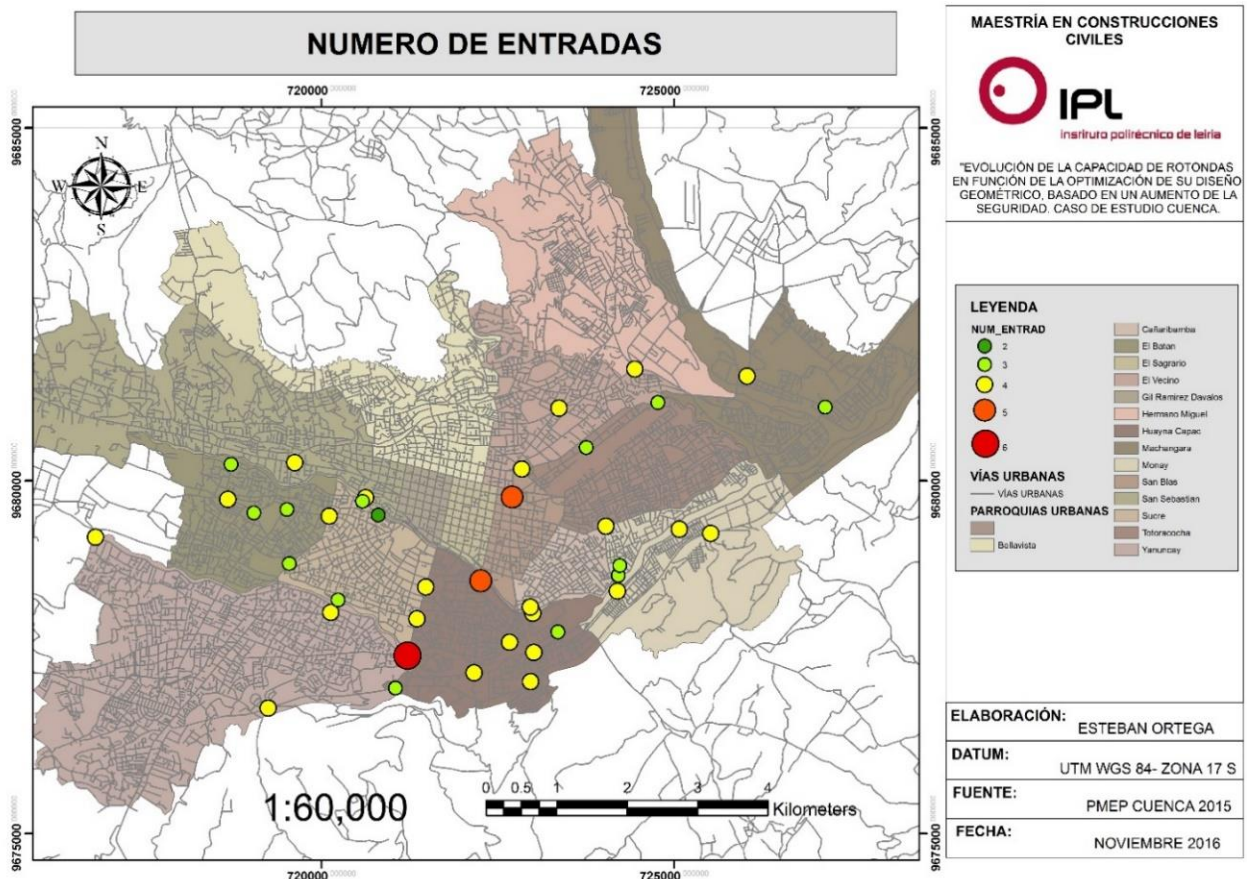 NUMERO DE ENTRADAS
720000
725000
9685000
9685000
9680000
9680000
9675000
9675000
720000
725000
N
W
E
S
1:60,000
0 0.5 1 2 3 4
Kilometers
MAESTRÍA EN CONSTRUCCIONES
CIVILES
IPL
instituto politécnico de leiria
"EVOLUCIÓN DE LA CAPACIDAD DE ROTONDAS
EN FUNCIÓN DE LA OPTIMIZACIÓN DE SU DISEÑO
GEOMÉTRICO, BASADO EN UN AUMENTO DE LA
SEGURIDAD. CASO DE ESTUDIO CUENCA.
LEYENDA
NUM_ENTRAD
2
3
4
5
6
VÍAS URBANAS
VÍAS URBANAS
PARROQUIAS URBANAS
Bellavista
Cañaribamba
El Batan
El Sagrario
El Vecino
Gil Ramirez Davalos
Hermano Miguel
Huayna Capac
Machangara
Monay
San Blas
San Sebastian
Sucre
Totoracocha
Yanuncay
ELABORACIÓN:
ESTEBAN ORTEGA
DATUM:
UTM WGS 84- ZONA 17 S
FUENTE:
PMEP CUENCA 2015
FECHA:
NOVIEMBRE 2016